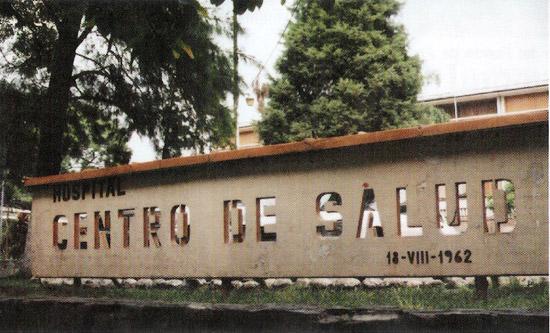 HOSPITAL
CENTRO DE SALUD
18-VIII-1962